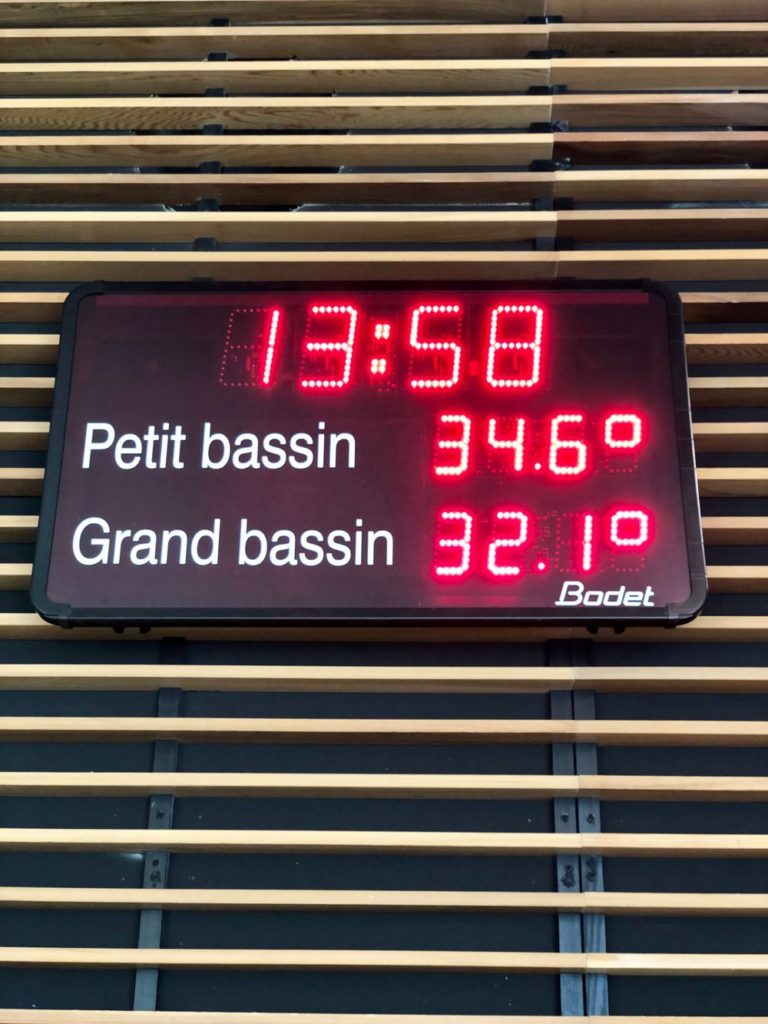 13:58
Petit bassin 34.6°
Grand bassin 32.1°
Bodet